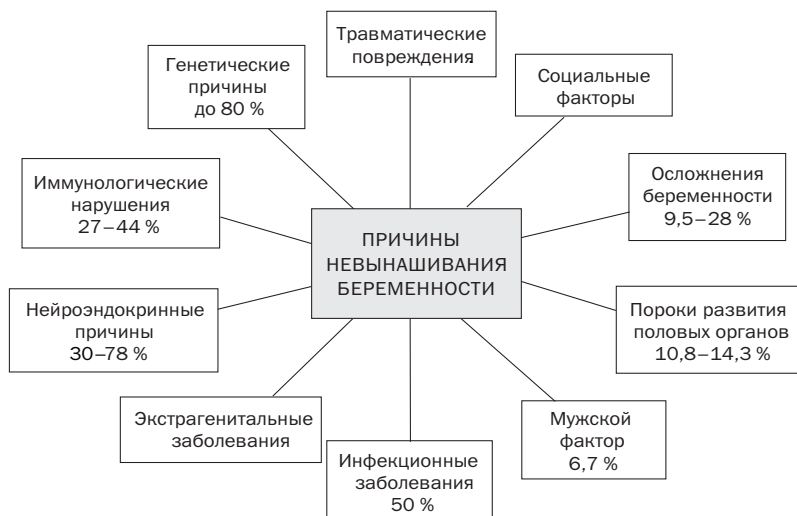 Травматические
повреждения
Генетические
причины
до 80 %
Социальные
факторы
Иммунологические
нарушения
27–44 %
Осложнения
беременности
9,5–28 %
ПРИЧИНЫ
НЕВЫНАШИВАНИЯ
БЕРЕМЕННОСТИ
Нейроэндокринные
причины
30–78 %
Пороки развития
половых органов
10,8–14,3 %
Экстрагенитальные
заболевания
Инфекционные
заболевания
50 %
Мужской
фактор
6,7 %